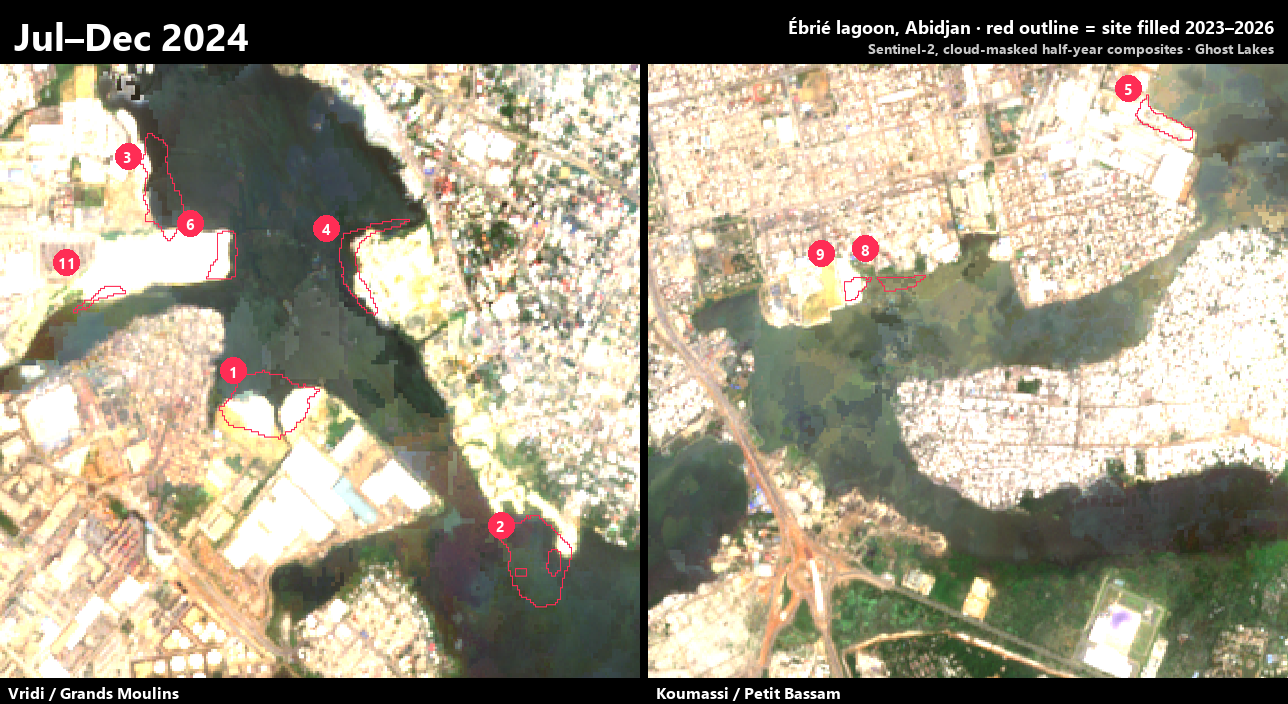 Jul–Dec 2024
Ébrié lagoon, Abidjan · red outline = site filled 2023–2026
Sentinel-2, cloud-masked half-year composites · Ghost Lakes
5
3
6
4
11
9
8
1
2
Vridi / Grands Moulins
Koumassi / Petit Bassam